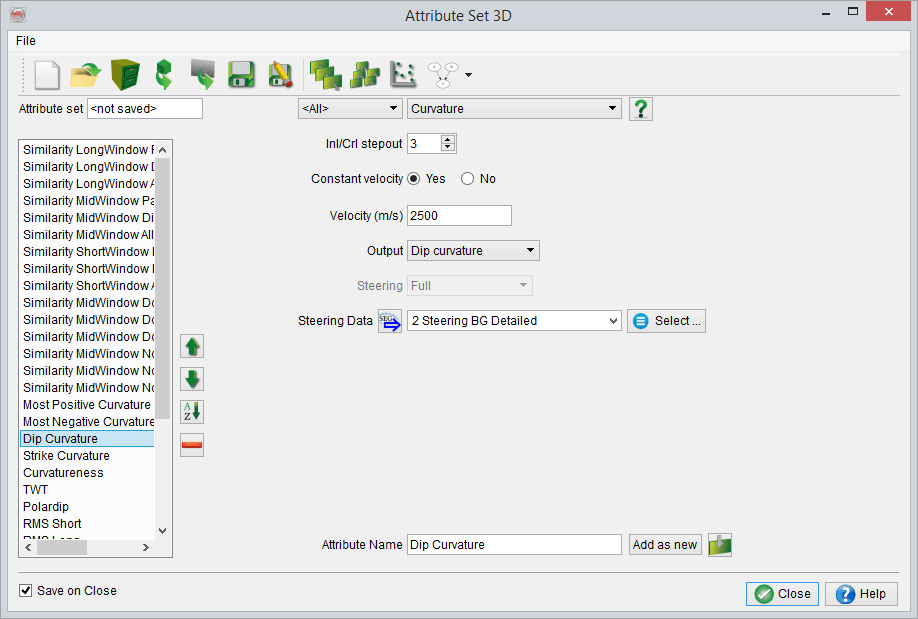 Attribute Set 3D
File
Attribute set <not saved> <All> Curvature ?
Inl/Crl stepout 3
Constant velocity Yes No
Velocity (m/s) 2500
Output Dip curvature
Steering Full
Steering Data SEG 2 Steering BG Detailed Select ...
Similarity LongWindow
Similarity LongWindow
Similarity LongWindow
Similarity MidWindow Pa
Similarity MidWindow Di
Similarity MidWindow All
Similarity ShortWindow
Similarity ShortWindow
Similarity ShortWindow
Similarity MidWindow Do
Similarity MidWindow Do
Similarity MidWindow Do
Similarity MidWindow No
Similarity MidWindow No
Similarity MidWindow No
Most Positive Curvature
Most Negative Curvature
Dip Curvature
Strike Curvature
Curvatureness
TWT
Polardip
RMS Short
RMS Long
A
Z
Attribute Name Dip Curvature Add as new
Save on Close
Close ? Help